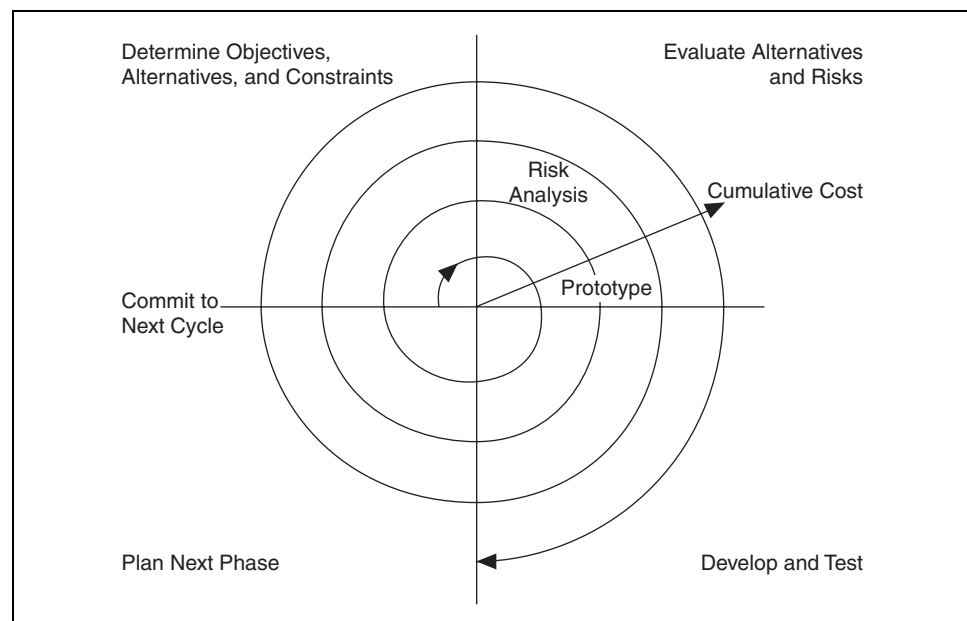 Determine Objectives,
Alternatives, and Constraints
Evaluate Alternatives
and Risks
Risk
Analysis
Cumulative Cost
Prototype
Commit to
Next Cycle
Plan Next Phase
Develop and Test